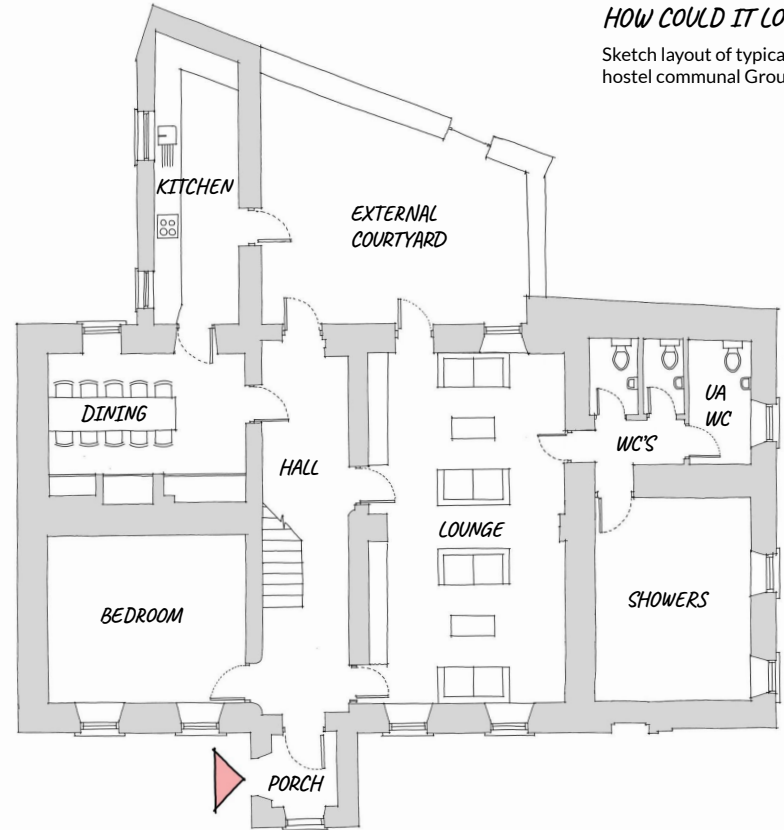 HOW COULD IT LO
Sketch layout of typica
hostel communal Grou
KITCHEN
EXTERNAL
COURTYARD
DINING
HALL
UA
WC
WC'S
LOUNGE
BEDROOM
SHOWERS
PORCH